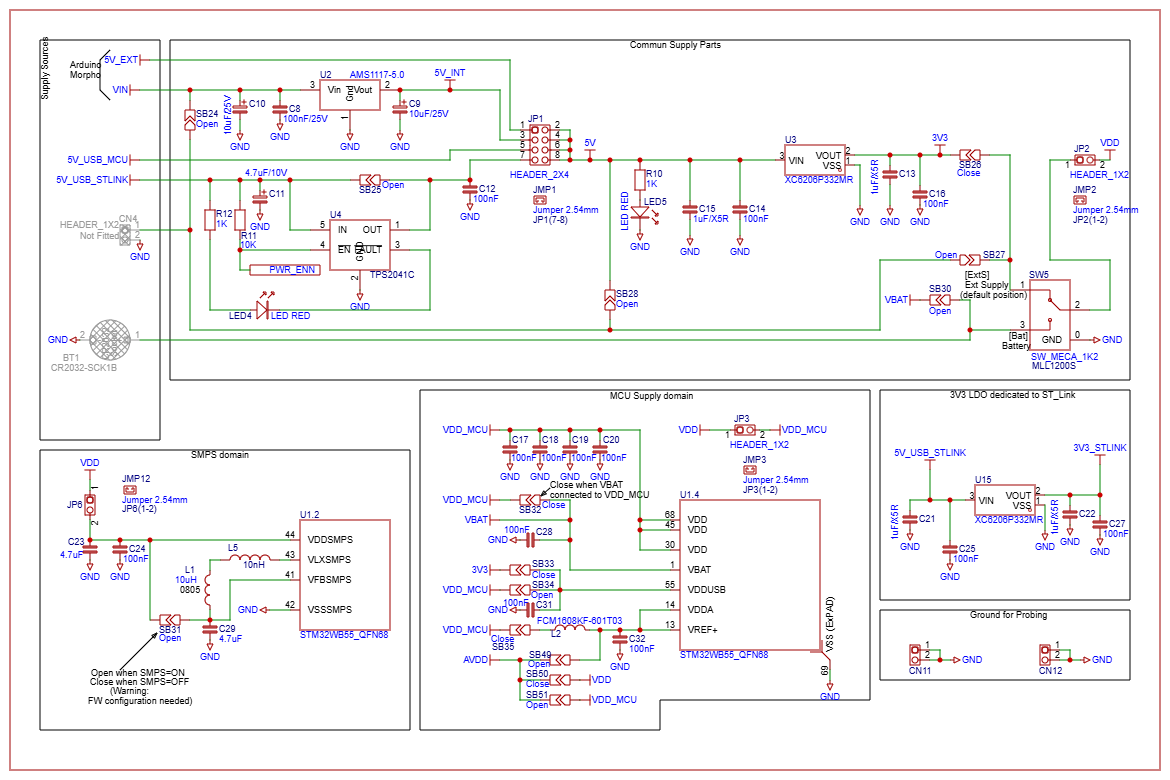 Supply Sources
Arduino
Morpho
5V_EXT
VIN
5V_USB_MCU
5V_USB_STLINK
HEADER_1X2
CN4
Not Fitted
1
2
GND
GND
2
1
BT1
CR2032-SCK1B
Commun Supply Parts
SB24
Open
10uF/25V
C10
GND
C8
100nF/25V
GND
U2
AMS1117-5.0
3
Vin
Gnd
Vout
2
1
GND
5V_INT
C9
10uF/25V
GND
JP1
1
2
3
4
5
6
7
8
HEADER_2X4
JMP1
Jumper 2.54mm
JP1(7-8)
5V
4.7uF/10V
C11
GND
SB25
Open
C12
100nF
GND
R12
1K
R11
10K
PWR_ENN
U4
5
IN
OUT
1
4
EN
FAULT
3
GND
2
TPS2041C
GND
LED4
LED RED
R10
1K
LED RED
LED5
GND
C15
1uF/X5R
GND
C14
100nF
GND
SB28
Open
U3
3
VIN
VOUT
2
VSS
1
XC6206P332MR
GND
1uF/X5R
C13
GND
C16
100nF
GND
3V3
SB26
Close
JP2
VDD
1
2
HEADER_1X2
JMP2
Jumper 2.54mm
JP2(1-2)
Open
SB27
[ExtS]
Ext Supply
(default position)
VBAT
SB30
Open
SW5
1
2
3
0
GND
GND
[Bat]
Battery
SW_MECA_1K2
MLL1200S
SMPS domain
VDD
JP6
1
2
JMP12
Jumper 2.54mm
JP6(1-2)
C23
4.7uF
GND
C24
100nF
GND
L5
10nH
L1
10uH
0805
GND
SB31
Open
C29
4.7uF
GND
U1.2
44
VDDSMPS
43
VLXSMPS
41
VFBSMPS
42
VSSSMPS
STM32WB55_QFN68
Open when SMPS=ON
Close when SMPS=OFF
(Warning:
FW configuration needed)
MCU Supply domain
VDD_MCU
C17
100nF
GND
C18
100nF
GND
C19
100nF
GND
C20
100nF
GND
VDD
JP3
1
2
VDD_MCU
HEADER_1X2
JMP3
Jumper 2.54mm
JP3(1-2)
Close when VBAT
connected to VDD_MCU
VDD_MCU
SB32
Close
VBAT
100nF
GND
C28
3V3
SB33
Close
VDD_MCU
SB34
Open
100nF
GND
C31
VDD_MCU
Close
SB35
FCM1608KF-601T03
L2
C32
100nF
GND
AVDD
SB49
Open
SB50
Close
VDD
SB51
Open
VDD_MCU
U1.4
68
VDD
45
VDD
30
VDD
1
VBAT
55
VDDUSB
14
VDDA
13
VREF+
STM32WB55_QFN68
VSS (ExPAD)
69
GND
3V3 LDO dedicated to ST_Link
5V_USB_STLINK
3V3_STLINK
1uF/X5R
C21
GND
C25
100nF
GND
U15
3
VIN
VOUT
2
VSS
1
XC6206P332MR
GND
1uF/X5R
C22
GND
C27
100nF
GND
Ground for Probing
1
2
GND
CN11
1
2
GND
CN12